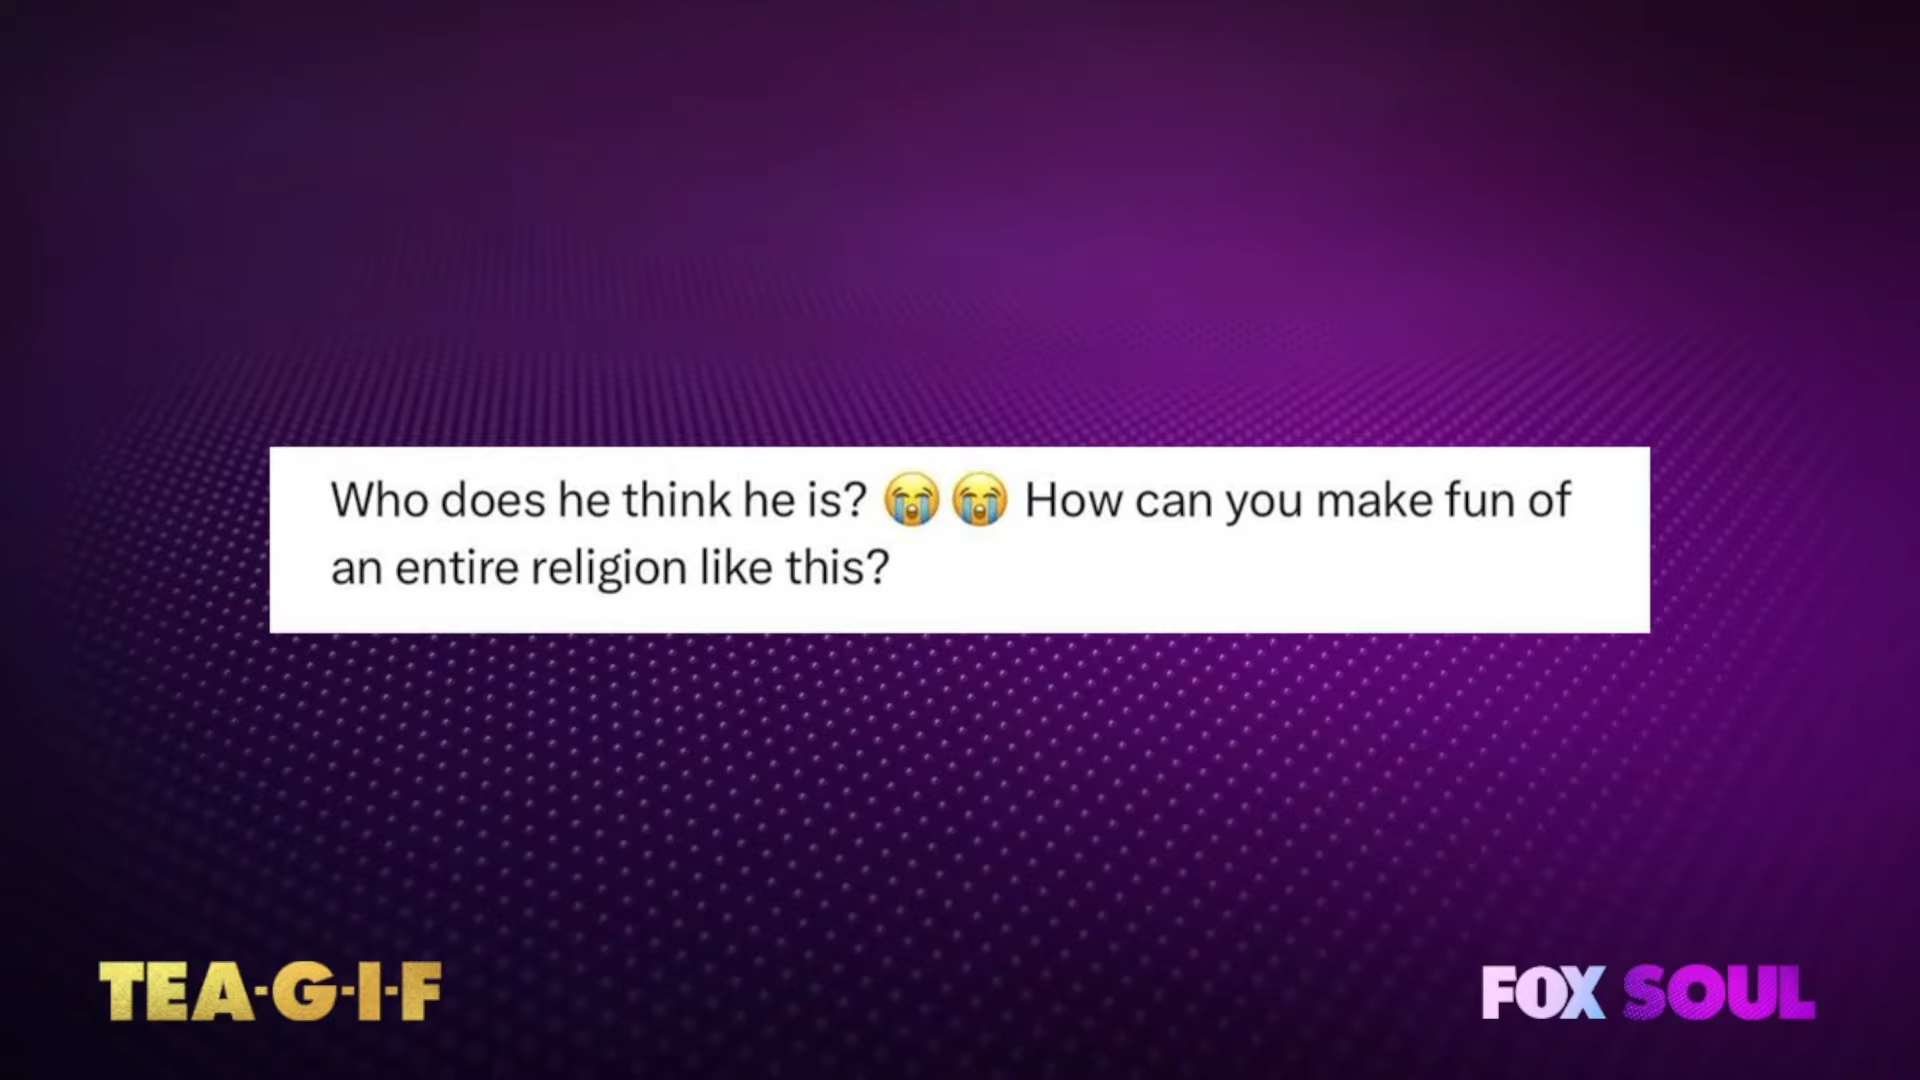 Who does he think he is? 😭😭 How can you make fun of
an entire religion like this?
TEA·G·I·F
FOX SOUL